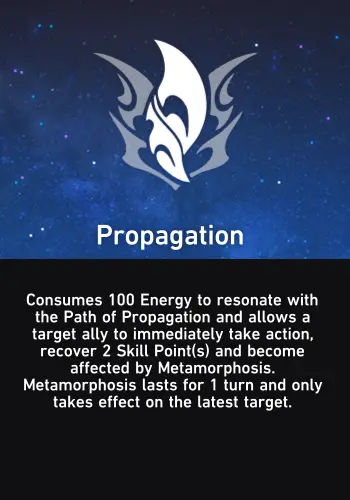 Propagation
Consumes 100 Energy to resonate with
the Path of Propagation and allows a
target ally to immediately take action,
recover 2 Skill Point(s) and become
affected by Metamorphosis.
Metamorphosis lasts for 1 turn and only
takes effect on the latest target.